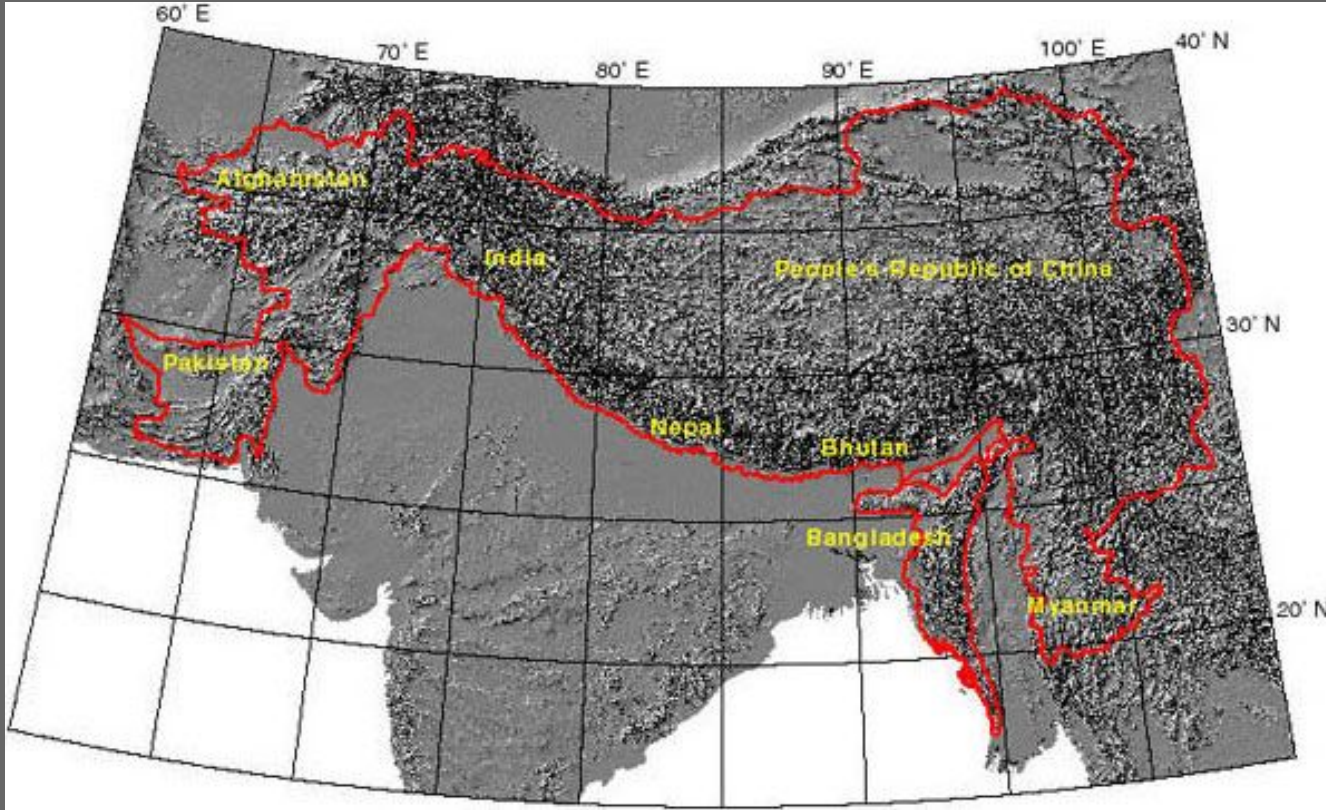 60° E
70° E
80° E
90° E
100° E
40° N
Afghanistan
India
People's Republic of China
30° N
Pakistan
Nepal
Bhutan
Bangladesh
Myanmar
20° N